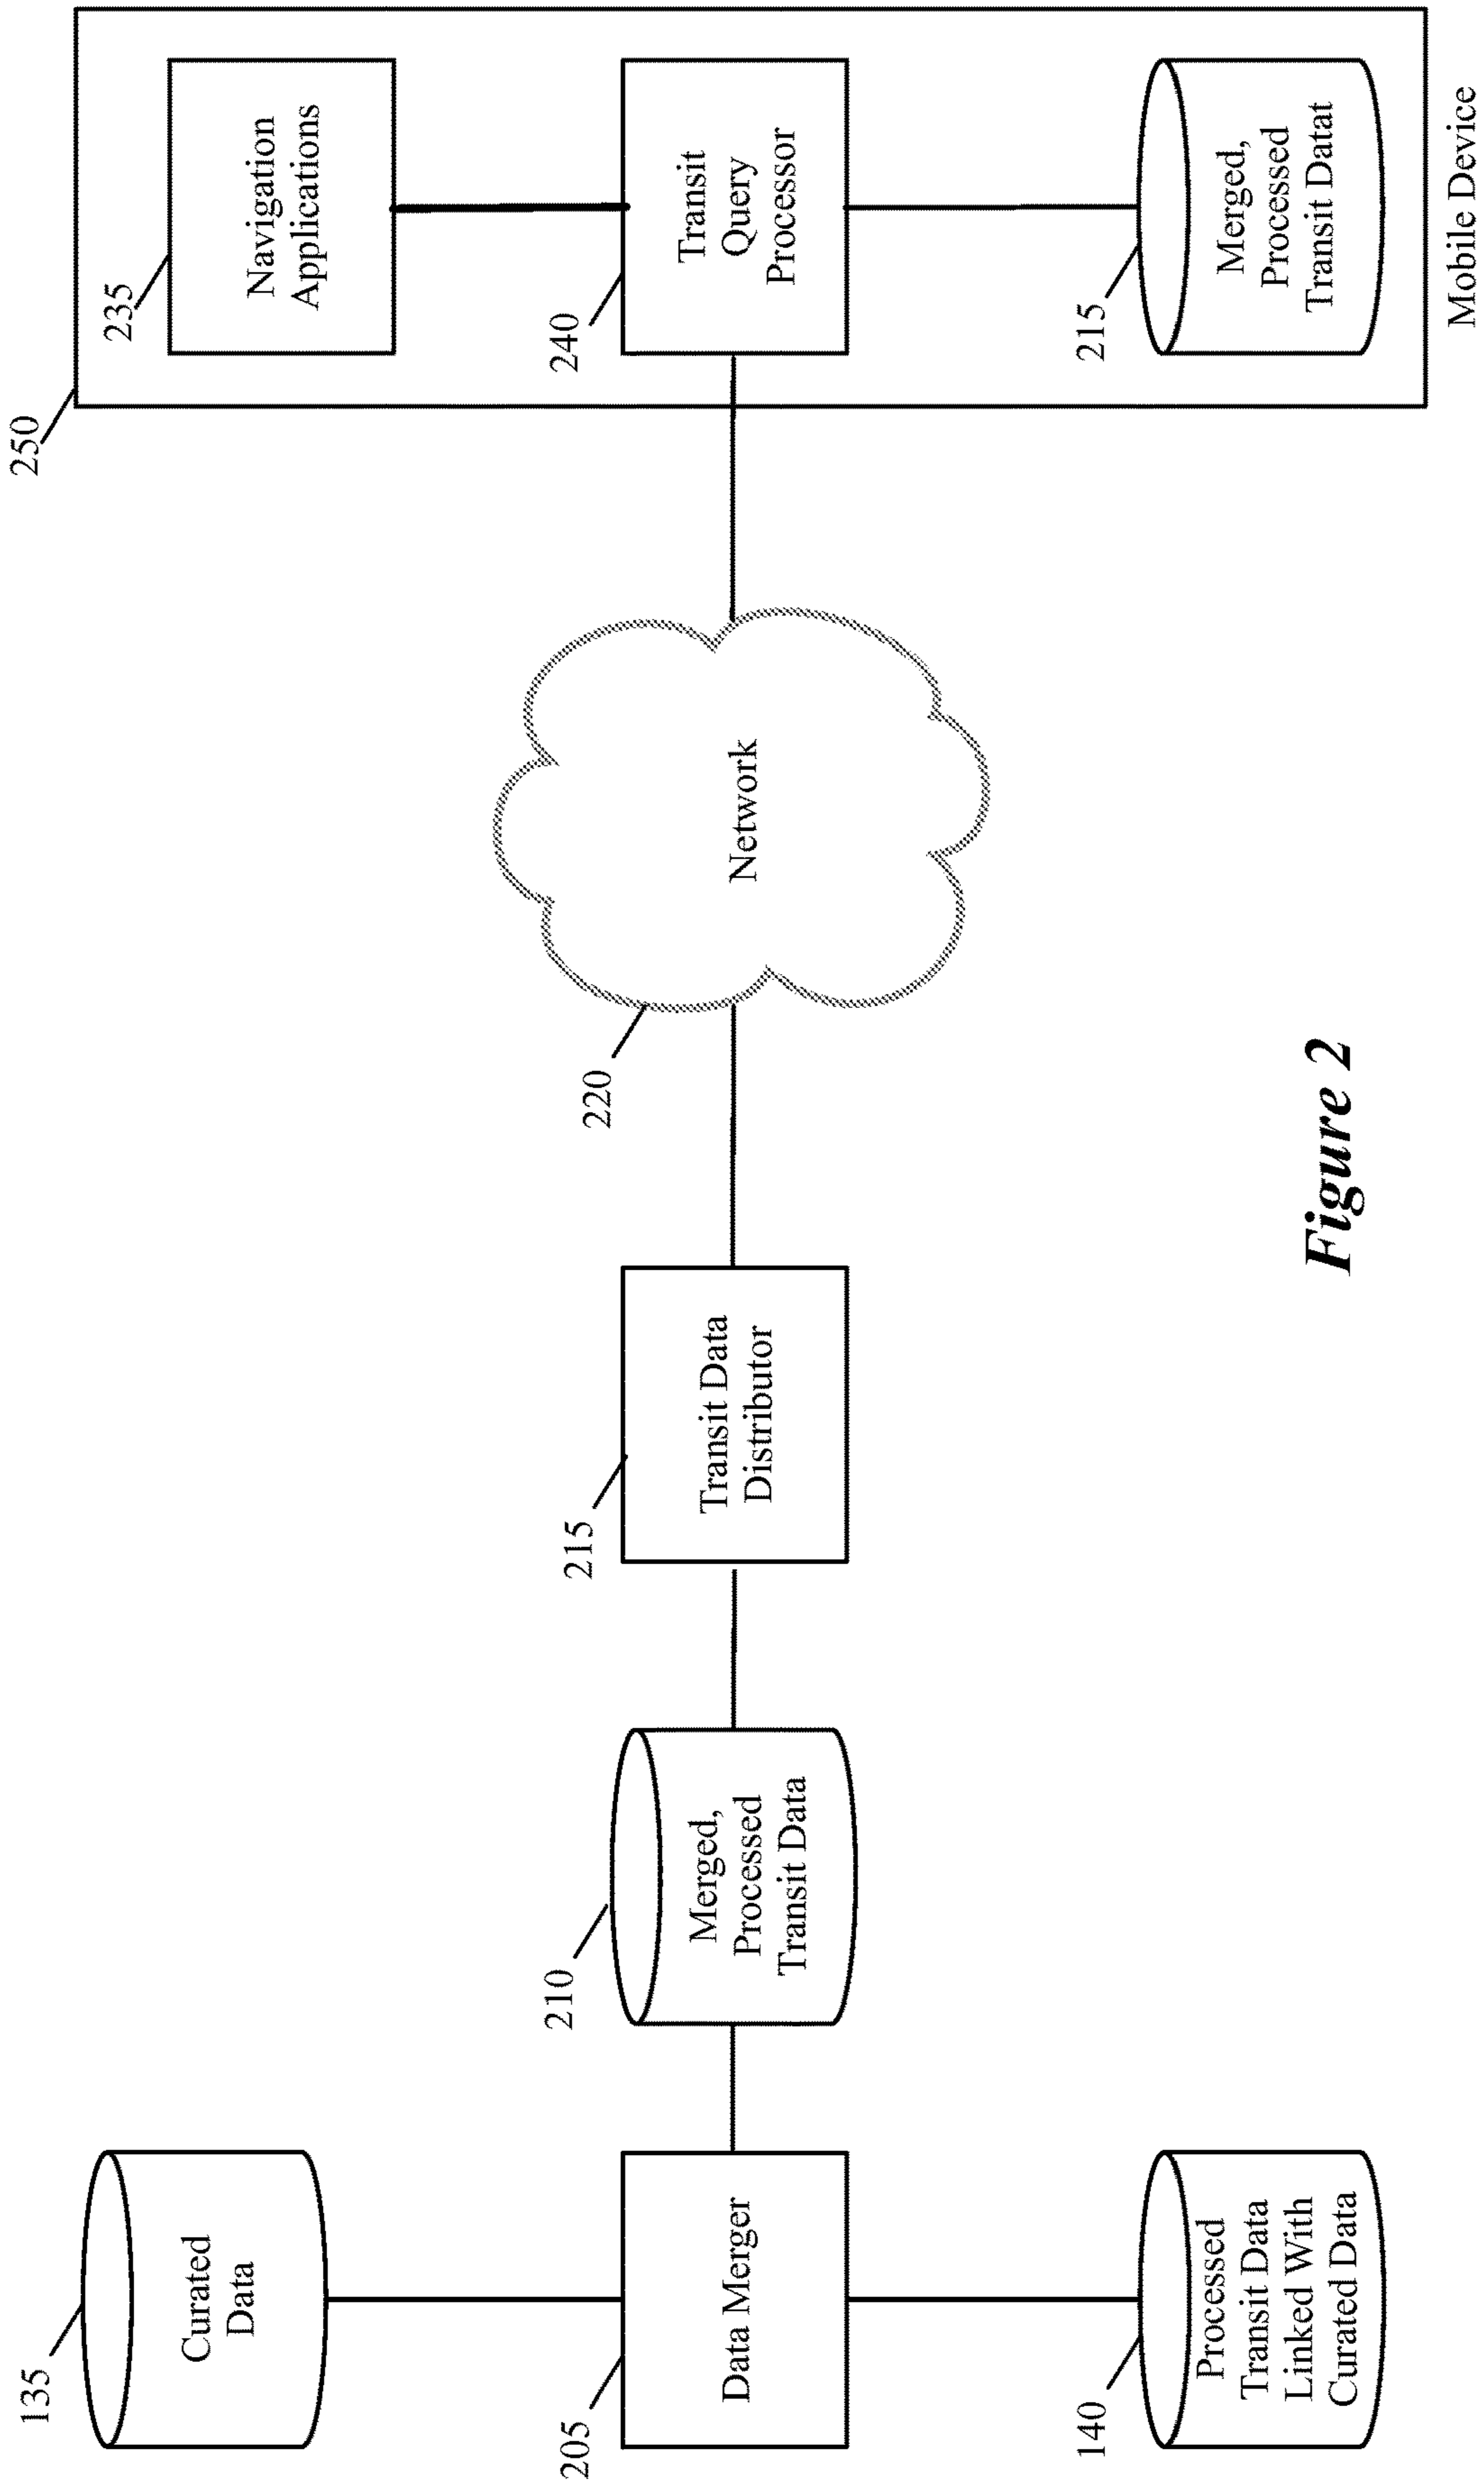 135
Curated
Data
205
Data Merger
140
Processed
Transit Data
Linked With
Curated Data
210
Merged,
Processed
Transit Data
215
Transit Data
Distributor
220
Network
250
235
Navigation
Applications
240
Transit
Query
Processor
215
Merged,
Processed
Transit Datat
Mobile Device
Figure 2